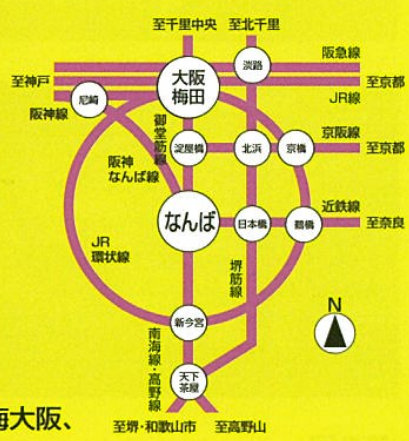 至千里中央 至北千里
阪急線
淡路
至神戸
大阪
梅田
至京都
JR線
尼崎
阪神線
御堂筋線
京阪線
淀屋橋
北浜
京橋
至京都
阪神
なんば線
近鉄線
なんば
日本橋
鶴橋
至奈良
JR
環状線
堺筋線
N
新今宮
南海線・高野線
天下
茶屋
海大阪、
至堺・和歌山市 至高野山